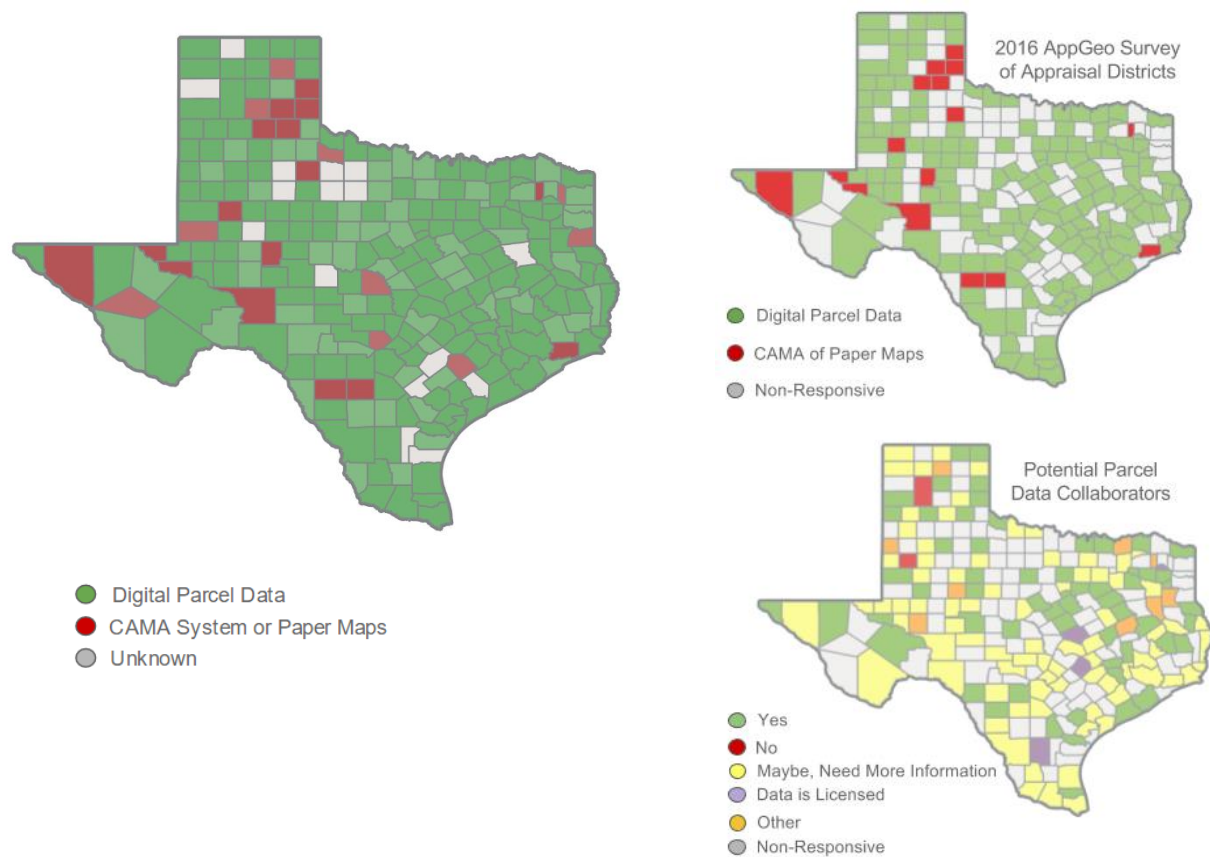 2016 AppGeo Survey
of Appraisal Districts
Digital Parcel Data
CAMA of Paper Maps
Non-Responsive
Digital Parcel Data
CAMA System or Paper Maps
Unknown
Potential Parcel
Data Collaborators
Yes
No
Maybe, Need More Information
Data is Licensed
Other
Non-Responsive